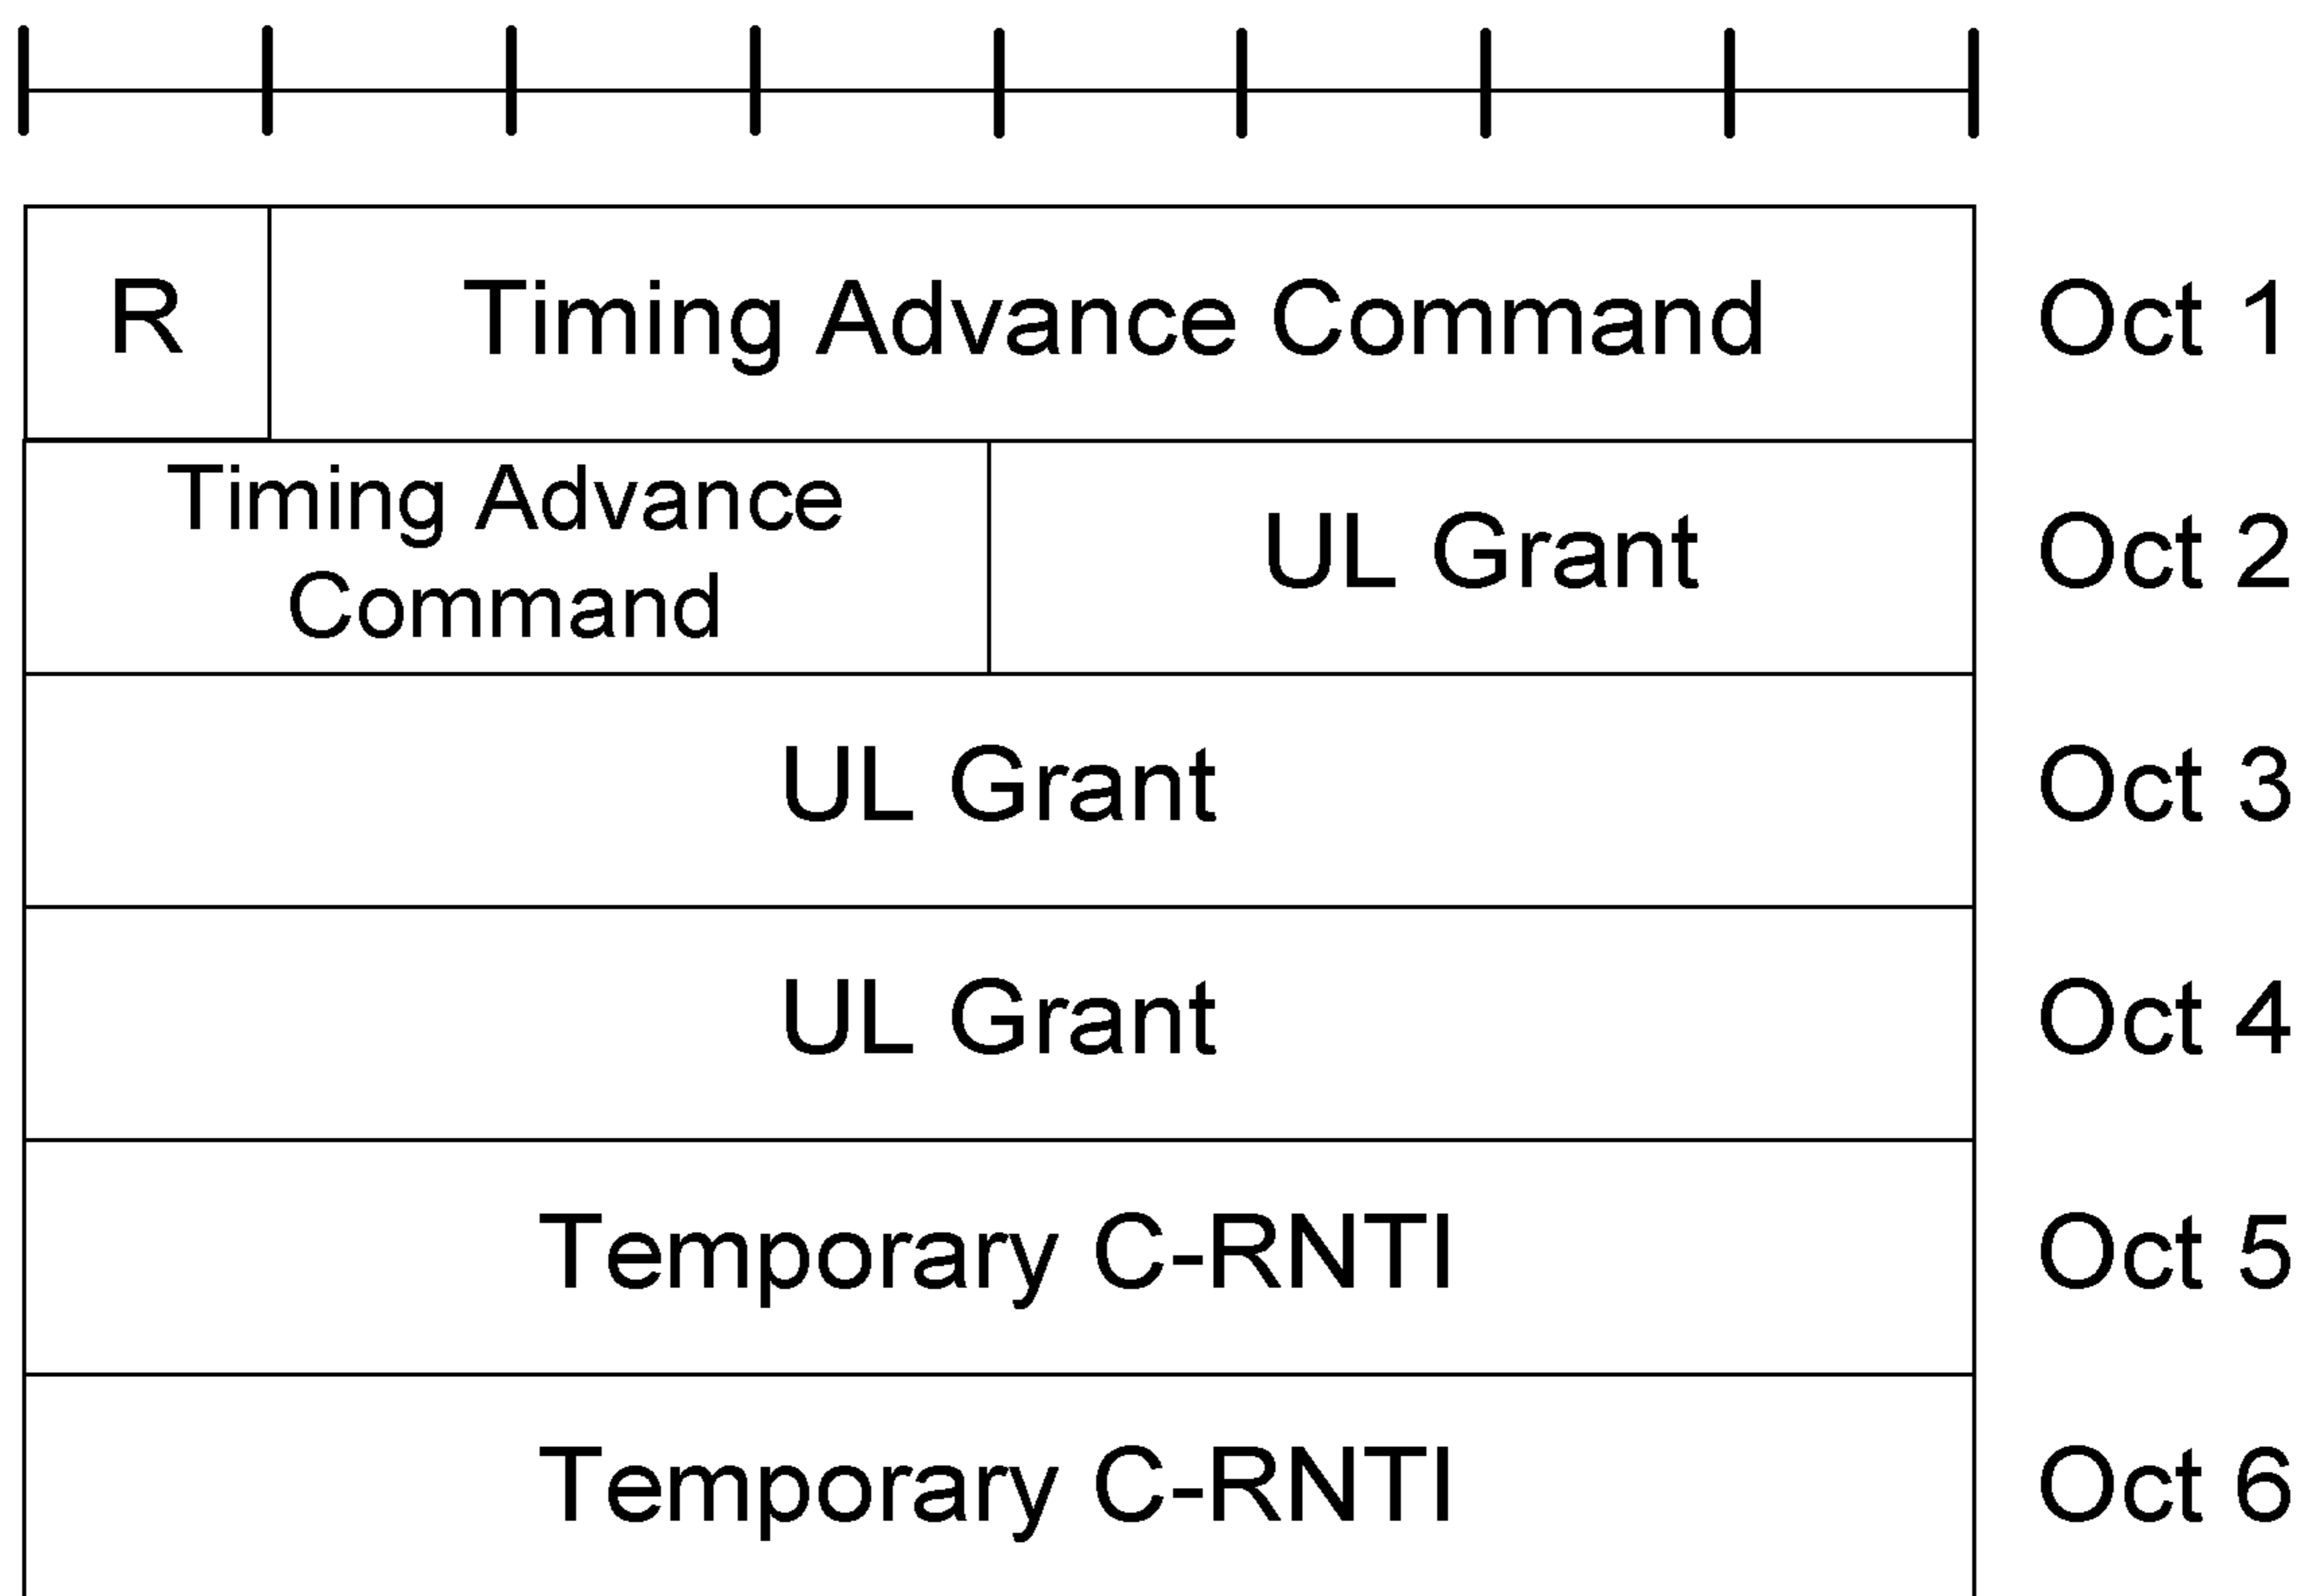 R Timing Advance Command Oct 1
Timing Advance
Command
UL Grant Oct 2
UL Grant Oct 3
UL Grant Oct 4
Temporary C-RNTI Oct 5
Temporary C-RNTI Oct 6